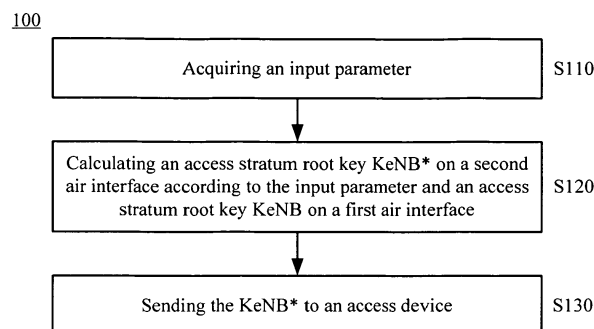 100
Acquiring an input parameter
S110
Calculating an access stratum root key KeNB* on a second
air interface according to the input parameter and an access
stratum root key KeNB on a first air interface
S120
Sending the KeNB* to an access device
S130